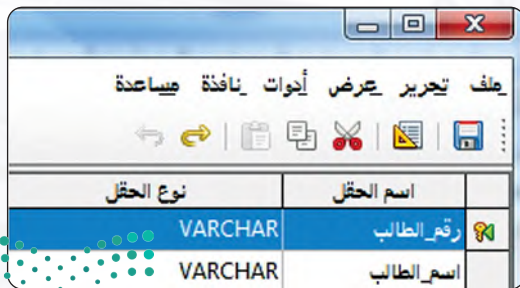 ملف تحرير عرض أدوات نافذة مساعدة
اسم الحقل نوع الحقل
رقم_الطالب VARCHAR
اسم_الطالب VARCHAR